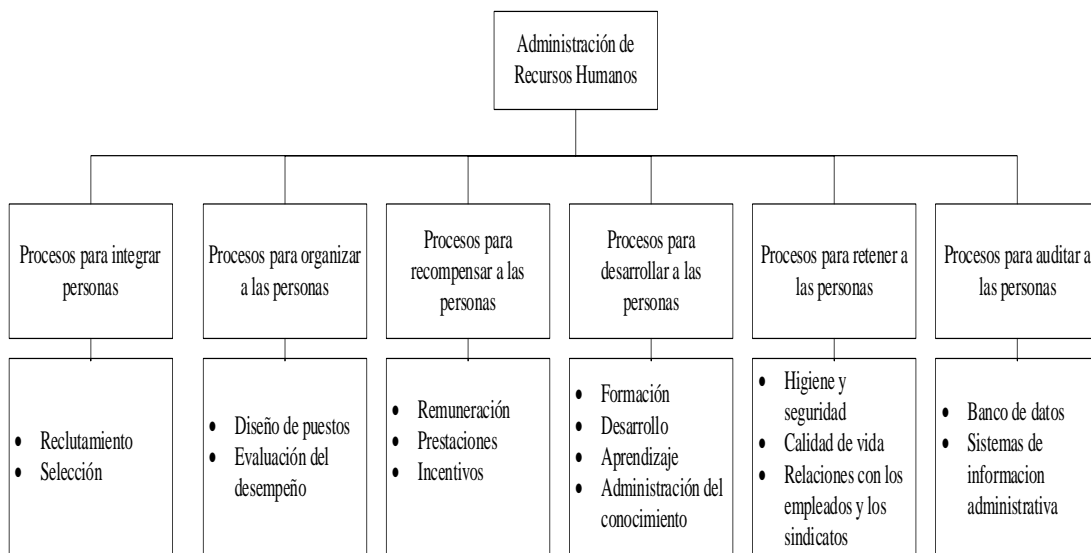 Administración de
Recursos Humanos
Procesos para integrar
personas
Procesos para organizar
a las personas
Procesos para
recompensar a las
personas
Procesos para
desarrollar a las
personas
Procesos para retener a
las personas
Procesos para auditar a
las personas
• Reclutamiento
• Selección
• Diseño de puestos
• Evaluación del
desempeño
• Remuneración
• Prestaciones
• Incentivos
• Formación
• Desarrollo
• Aprendizaje
• Administración del
conocimiento
• Higiene y
seguridad
• Calidad de vida
• Relaciones con los
empleados y los
sindicatos
• Banco de datos
• Sistemas de
informacion
administrativa